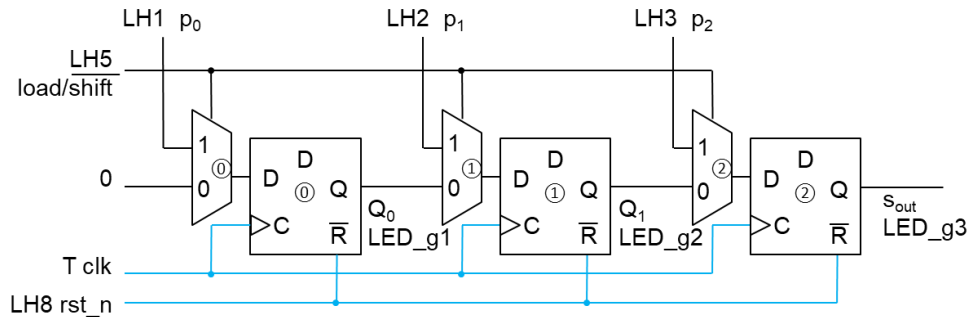 LH1 p₀
LH2 p₁
LH3 p₂
LH5
load/shift
1
0
⓪
D
D
⓪
Q
C
R
1
0
①
D
D
①
Q
C
R
1
0
②
D
D
②
Q
C
R
0
Q₀
LED_g1
Q₁
LED_g2
sₒᵤₜ
LED_g3
T clk
LH8 rst_n